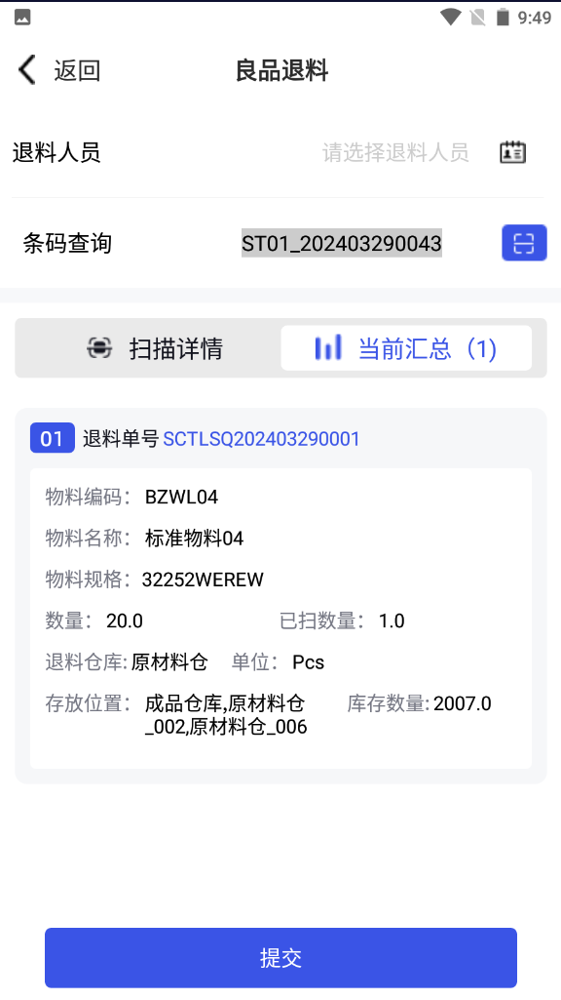 9:49
返回
良品退料
退料人员
请选择退料人员
条码查询
ST01_202403290043
扫描详情
当前汇总（1)
01 退料单号 SCTLSQ202403290001
物料编码： BZWL04
物料名称： 标准物料04
物料规格： 32252WEREW
数量： 20.0 已扫数量： 1.0
退料仓库: 原材料仓 单位： Pcs
存放位置： 成品仓库,原材料仓 库存数量: 2007.0
_002,原材料仓_006
提交